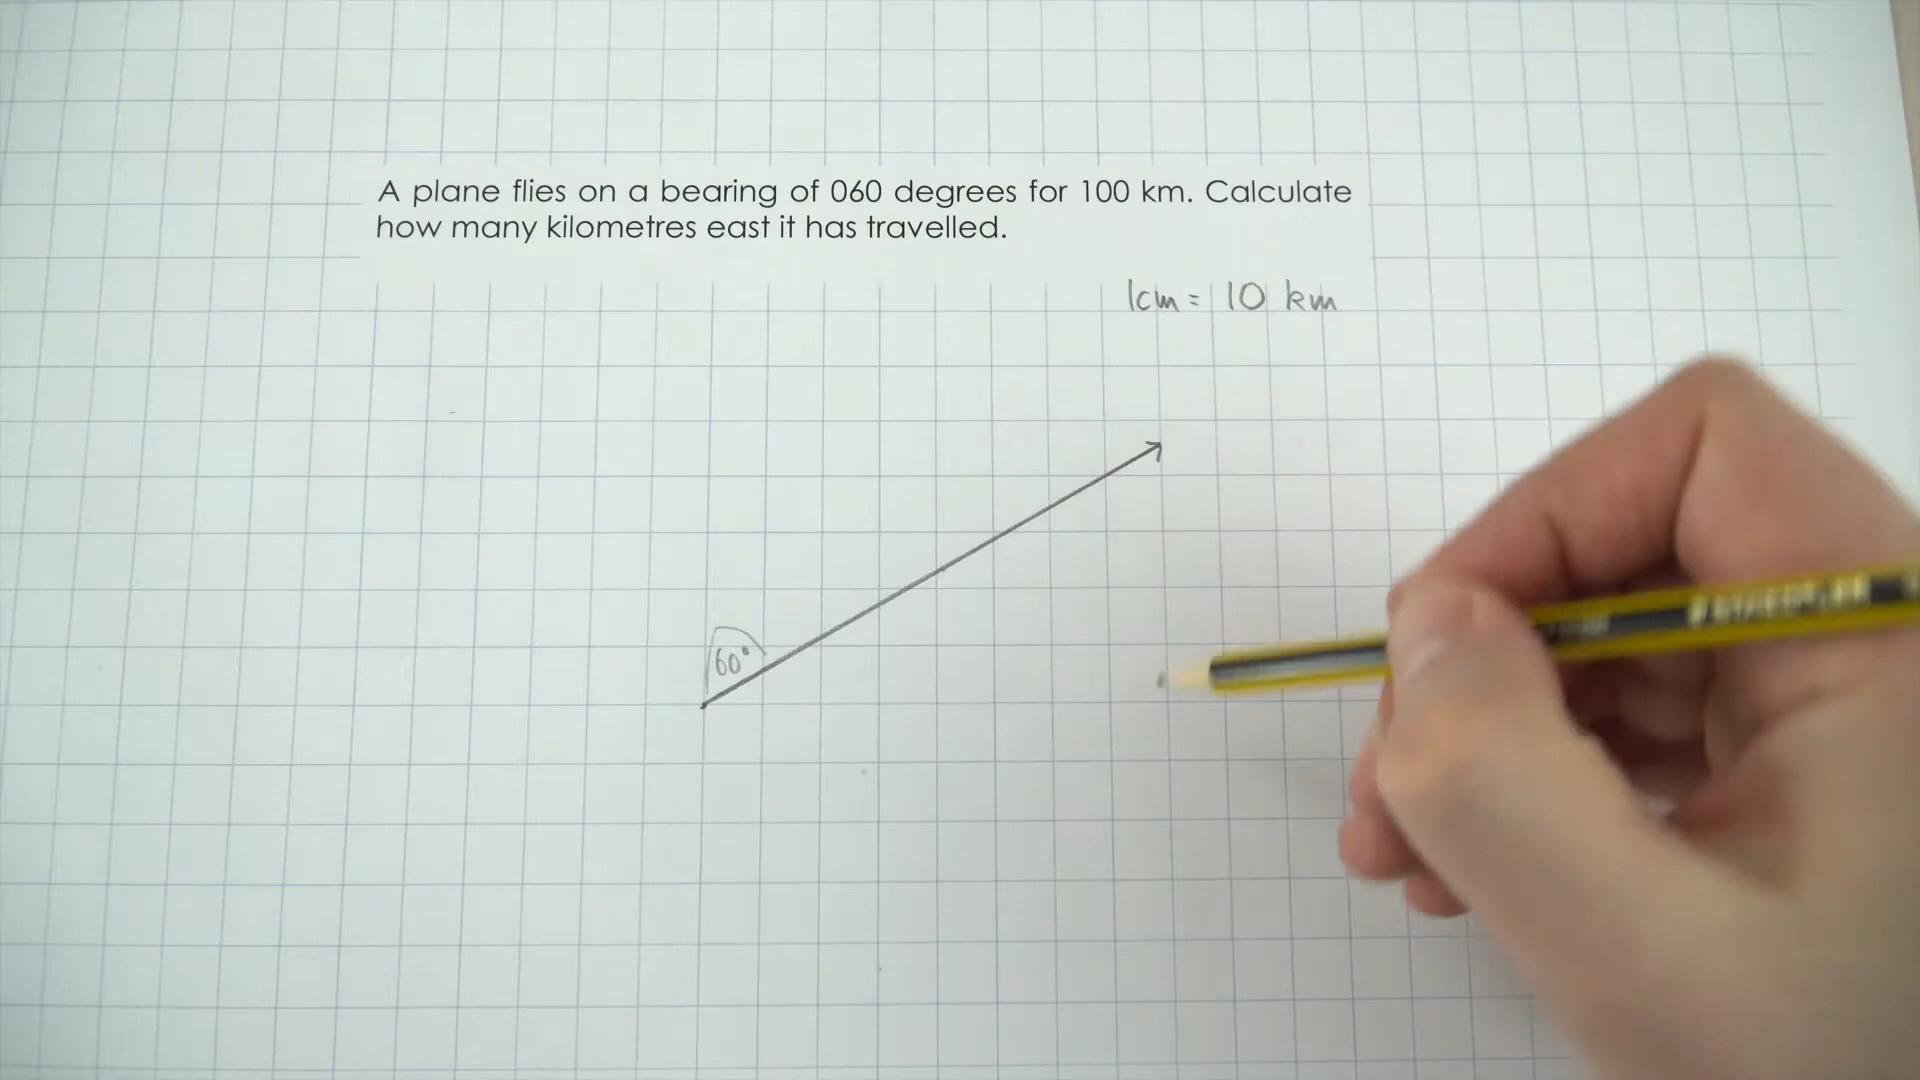 A plane flies on a bearing of 060 degrees for 100 km. Calculate
how many kilometres east it has travelled.
1cm = 10 km
60°